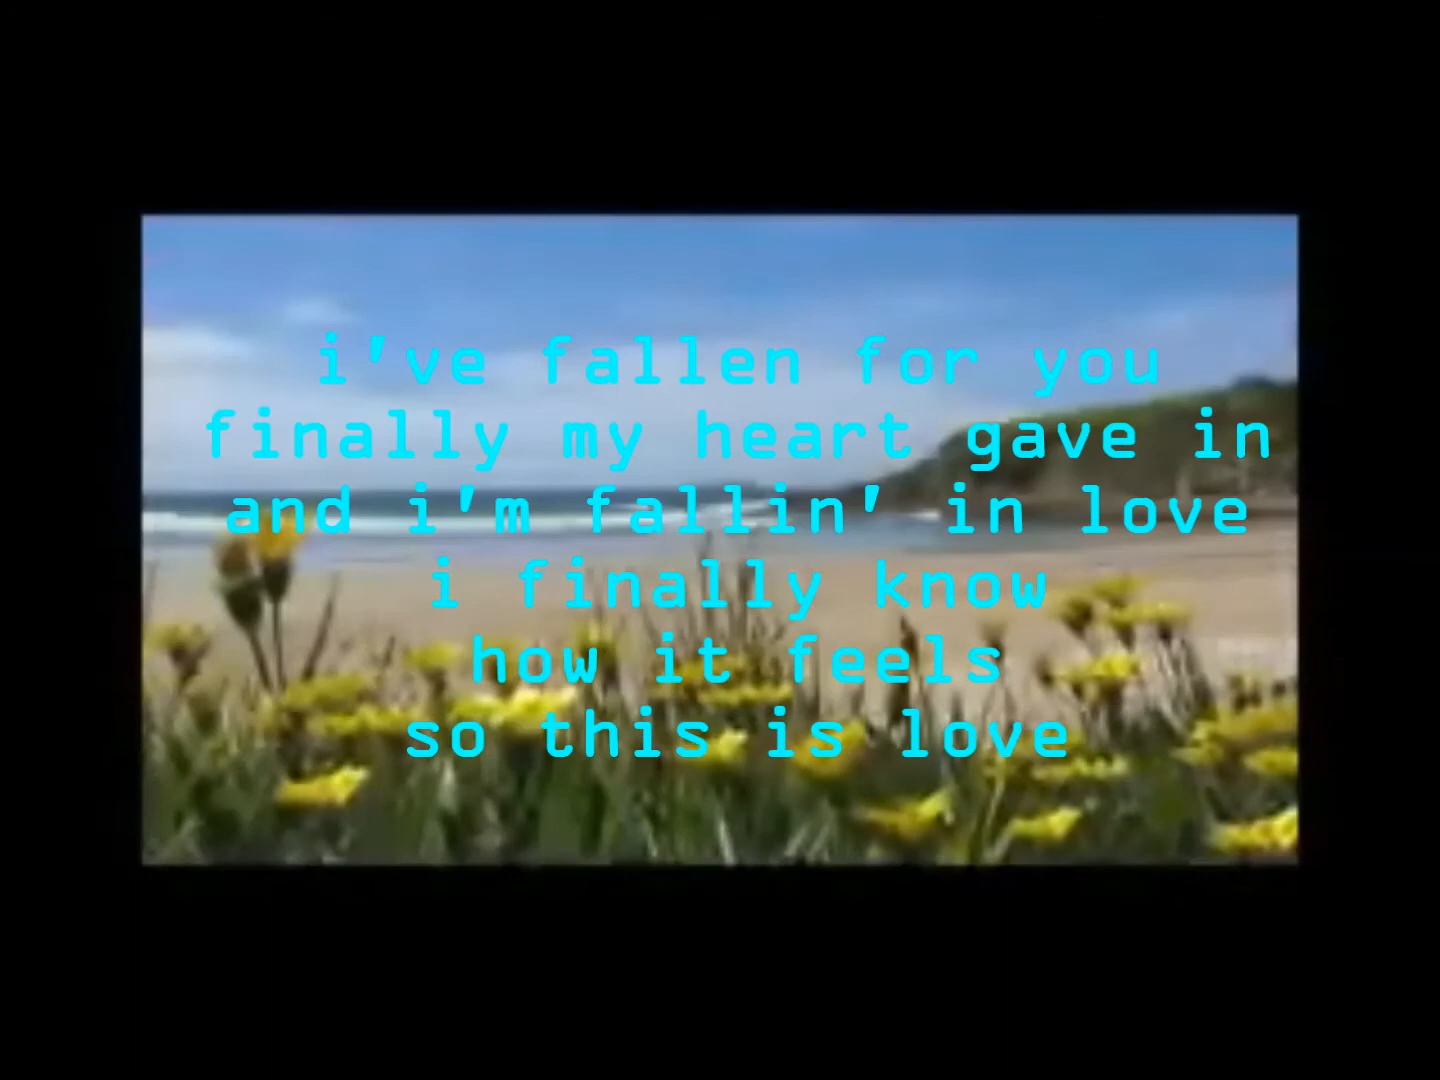 i've fallen for you
finally my heart gave in
and i'm fallin' in love
i finally know
how it feels
so this is love